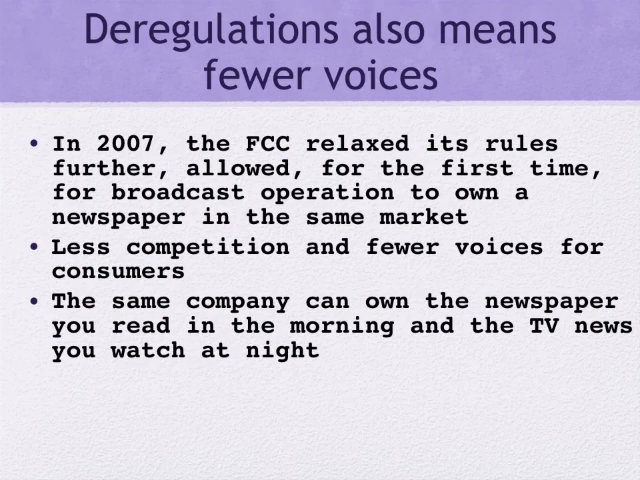 Deregulations also means
fewer voices
• In 2007, the FCC relaxed its rules
further, allowed, for the first time,
for broadcast operation to own a
newspaper in the same market
• Less competition and fewer voices for
consumers
• The same company can own the newspaper
you read in the morning and the TV news
you watch at night